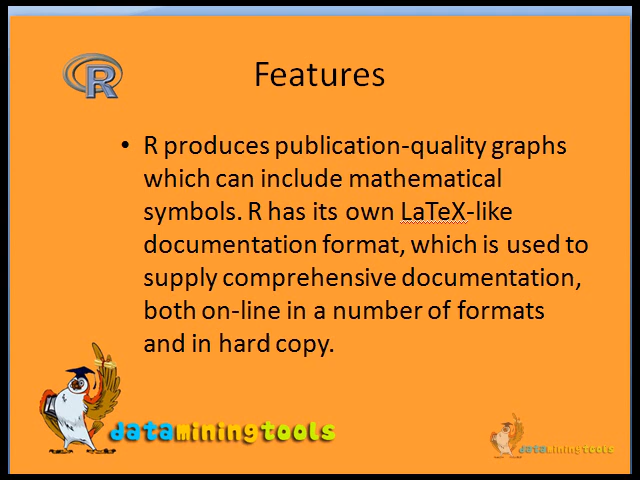 R
Features
• R produces publication-quality graphs
which can include mathematical
symbols. R has its own LaTeX-like
documentation format, which is used to
supply comprehensive documentation,
both on-line in a number of formats
and in hard copy.
dataminingtools
dataminingtools